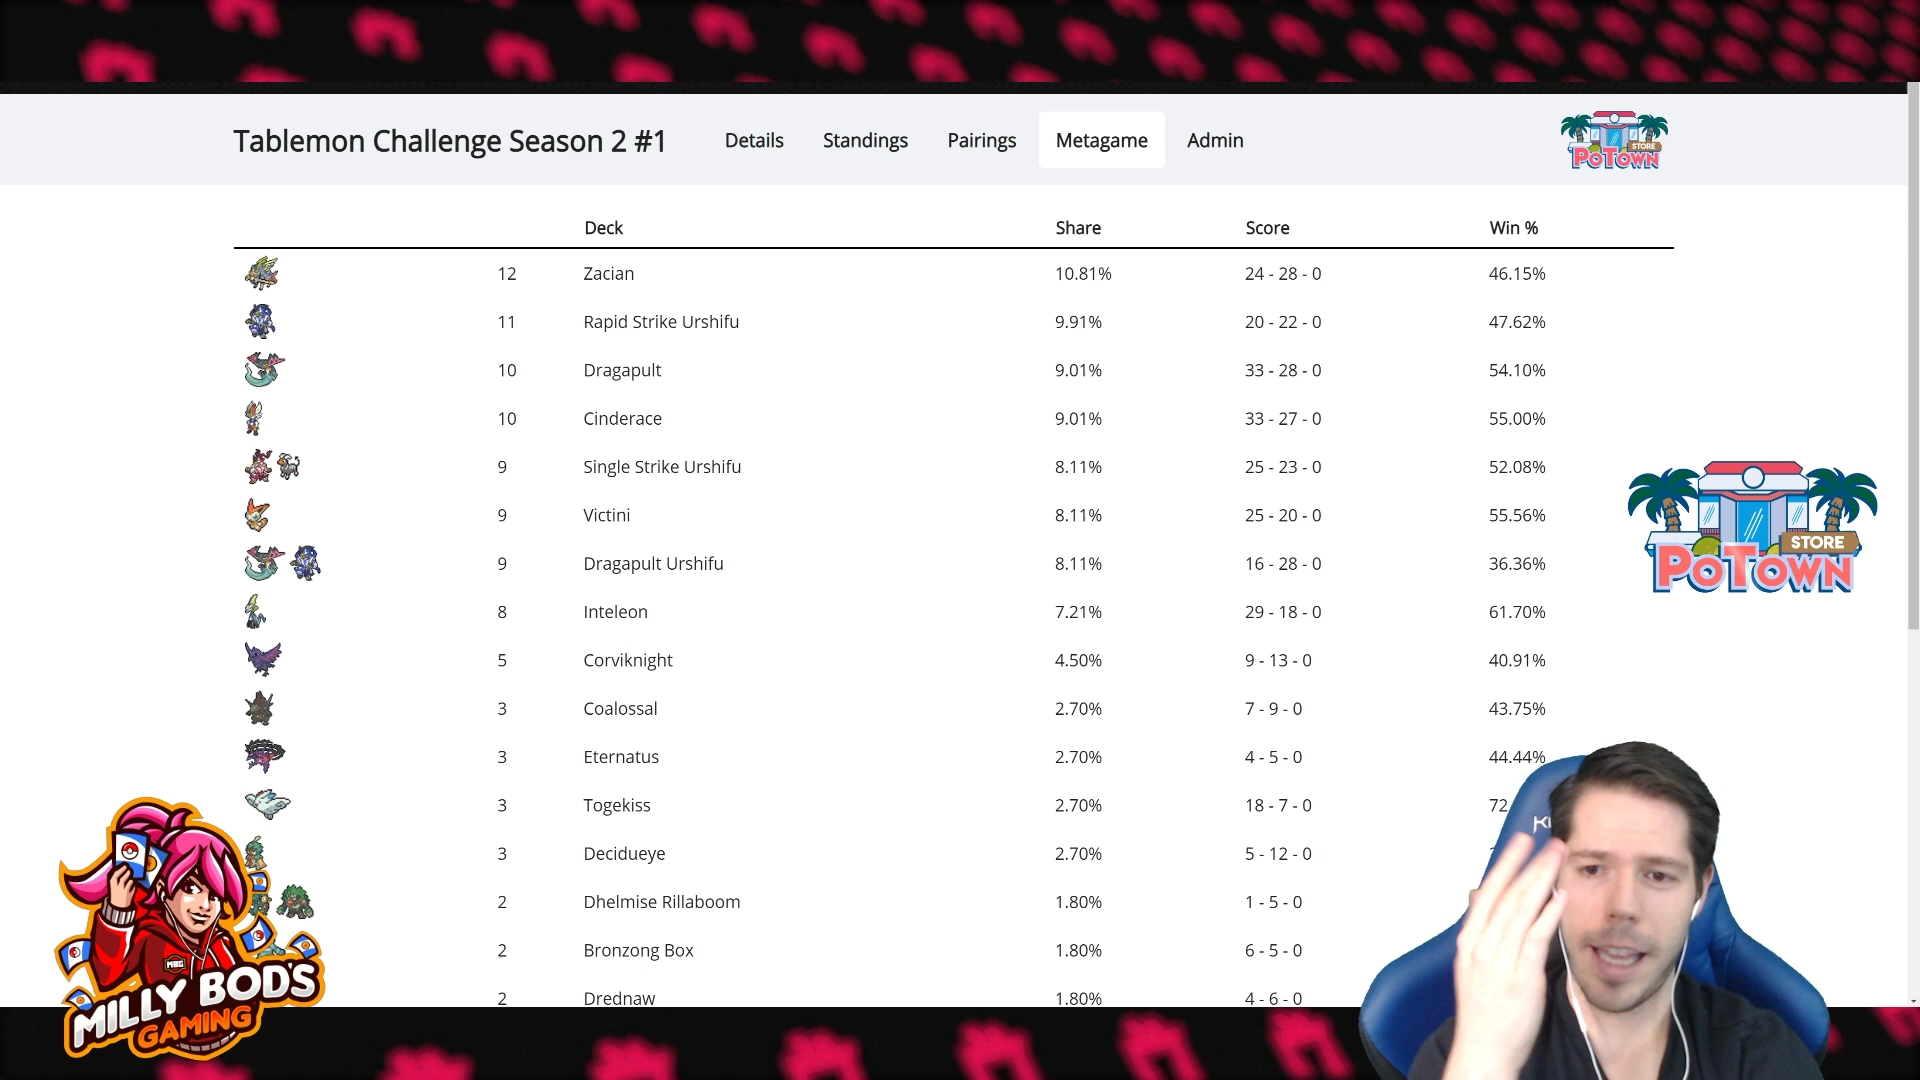 Tablemon Challenge Season 2 #1 Details Standings Pairings Metagame Admin
STORE
POTOWN
Deck Share Score Win %
12 Zacian 10.81% 24 - 28 - 0 46.15%
11 Rapid Strike Urshifu 9.91% 20 - 22 - 0 47.62%
10 Dragapult 9.01% 33 - 28 - 0 54.10%
10 Cinderace 9.01% 33 - 27 - 0 55.00%
9 Single Strike Urshifu 8.11% 25 - 23 - 0 52.08%
9 Victini 8.11% 25 - 20 - 0 55.56%
STORE
POTOWN
9 Dragapult Urshifu 8.11% 16 - 28 - 0 36.36%
8 Inteleon 7.21% 29 - 18 - 0 61.70%
5 Corviknight 4.50% 9 - 13 - 0 40.91%
3 Coalossal 2.70% 7 - 9 - 0 43.75%
3 Eternatus 2.70% 4 - 5 - 0 44.44%
3 Togekiss 2.70% 18 - 7 - 0 72
3 Decidueye 2.70% 5 - 12 - 0
2 Dhelmise Rillaboom 1.80% 1 - 5 - 0
2 Bronzong Box 1.80% 6 - 5 - 0
2 Drednaw 1.80% 4 - 6 - 0
MBG
MILLY BOD'S
GAMING